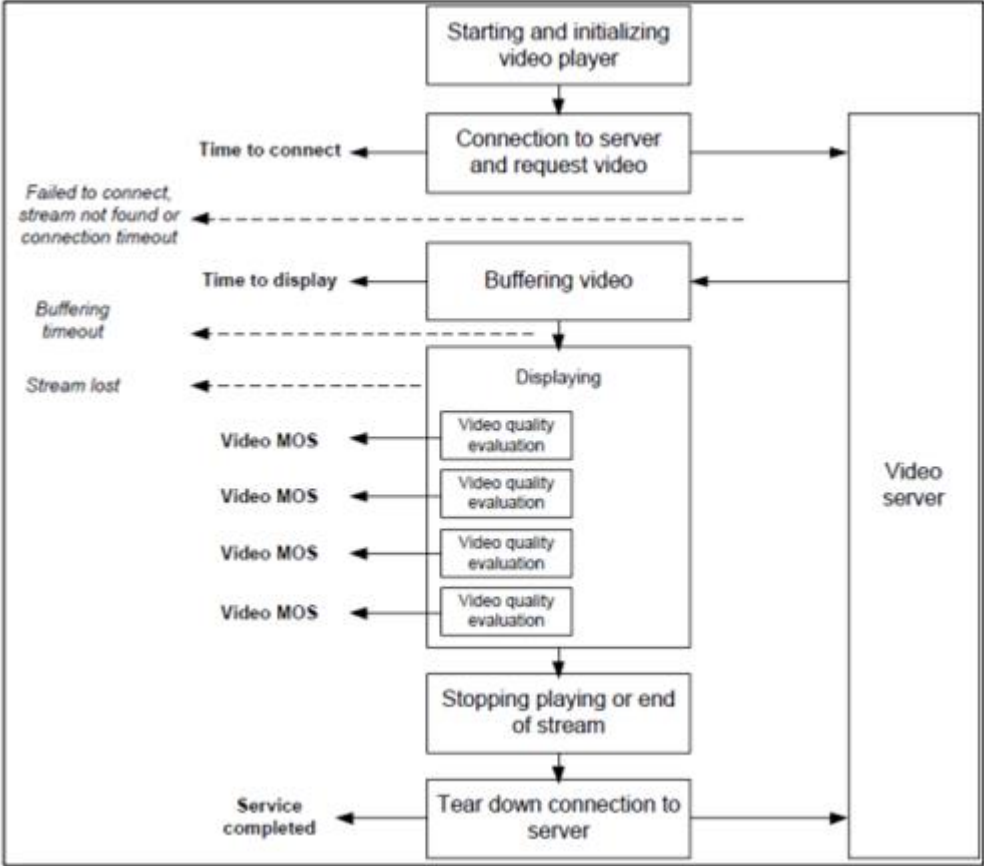 Starting and initializing
video player
Time to connect
Connection to server
and request video
Failed to connect,
stream not found or
connection timeout
Time to display
Buffering video
Buffering
timeout
Displaying
Stream lost
Video MOS
Video quality
evaluation
Video MOS
Video quality
evaluation
Video MOS
Video quality
evaluation
Video MOS
Video quality
evaluation
Video
server
Stopping playing or end
of stream
Service
completed
Tear down connection to
server